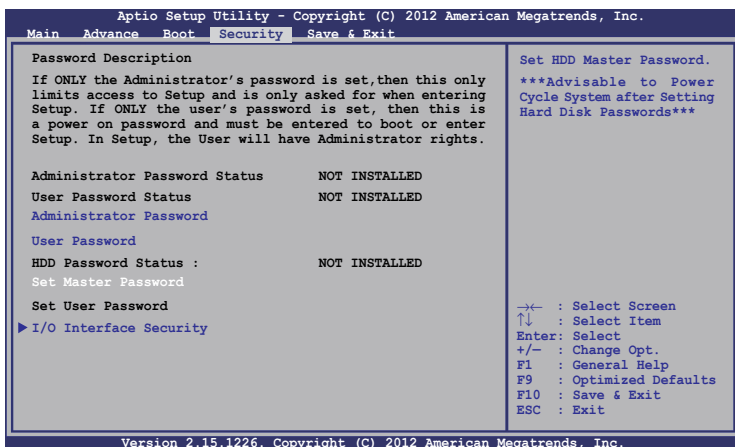 Aptio Setup Utility - Copyright (C) 2012 American Megatrends, Inc.
Main Advance Boot Security Save & Exit
Password Description
If ONLY the Administrator's password is set,then this only
limits access to Setup and is only asked for when entering
Setup. If ONLY the user's password is set, then this is
a power on password and must be entered to boot or enter
Setup. In Setup, the User will have Administrator rights.
Administrator Password Status NOT INSTALLED
User Password Status NOT INSTALLED
Administrator Password
User Password
HDD Password Status : NOT INSTALLED
Set Master Password
Set User Password
I/O Interface Security
Set HDD Master Password.
***Advisable to Power
Cycle System after Setting
Hard Disk Passwords***
→← : Select Screen
↑↓ : Select Item
Enter: Select
+/— : Change Opt.
F1 : General Help
F9 : Optimized Defaults
F10 : Save & Exit
ESC : Exit
Version 2.15.1226. Copyright (C) 2012 American Megatrends, Inc.